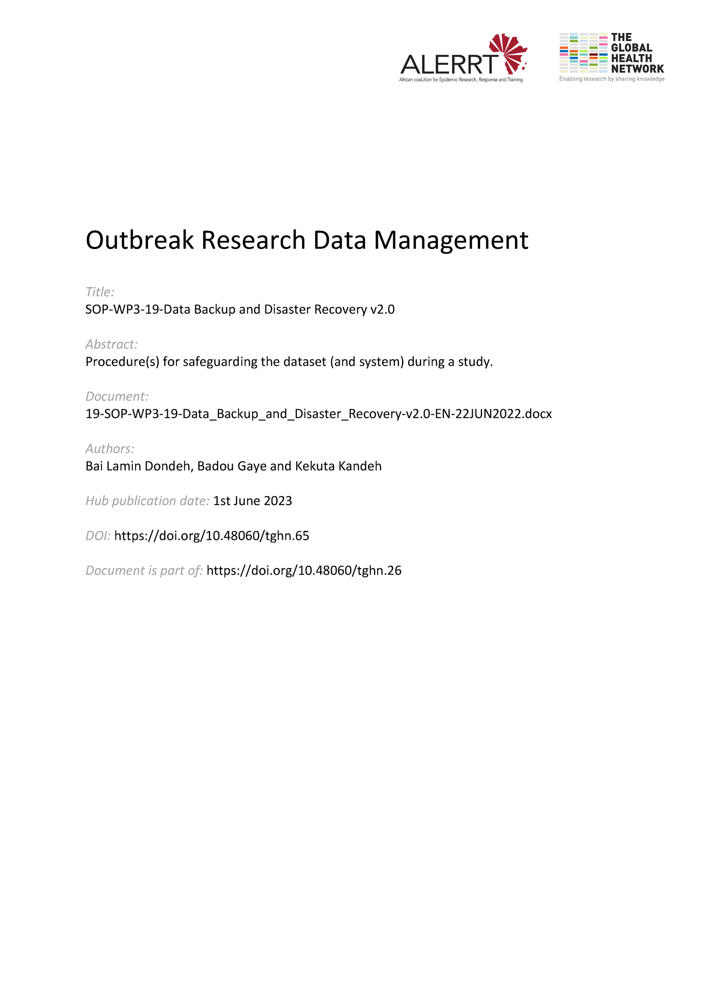 ALERRT
African coaLition for Epidemic Research, Response and Training
THE
GLOBAL
HEALTH
NETWORK
Enabling research by sharing knowledge
Outbreak Research Data Management
Title:
SOP-WP3-19-Data Backup and Disaster Recovery v2.0
Abstract:
Procedure(s) for safeguarding the dataset (and system) during a study.
Document:
19-SOP-WP3-19-Data_Backup_and_Disaster_Recovery-v2.0-EN-22JUN2022.docx
Authors:
Bai Lamin Dondeh, Badou Gaye and Kekuta Kandeh
Hub publication date: 1st June 2023
DOI: https://doi.org/10.48060/tghn.65
Document is part of: https://doi.org/10.48060/tghn.26